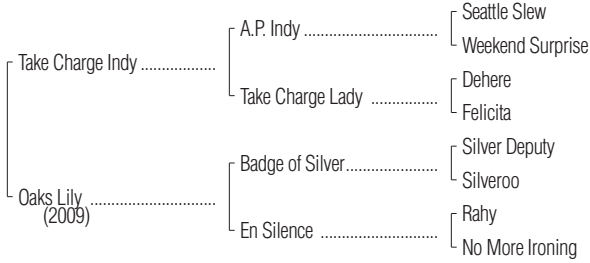 Seattle Slew
A.P. Indy ................................
Weekend Surprise
Take Charge Indy ..................
Dehere
Take Charge Lady ................
Felicita
Silver Deputy
Badge of Silver......................
Silveroo
Oaks Lily ..............................
(2009)
Rahy
En Silence ............................
No More Ironing